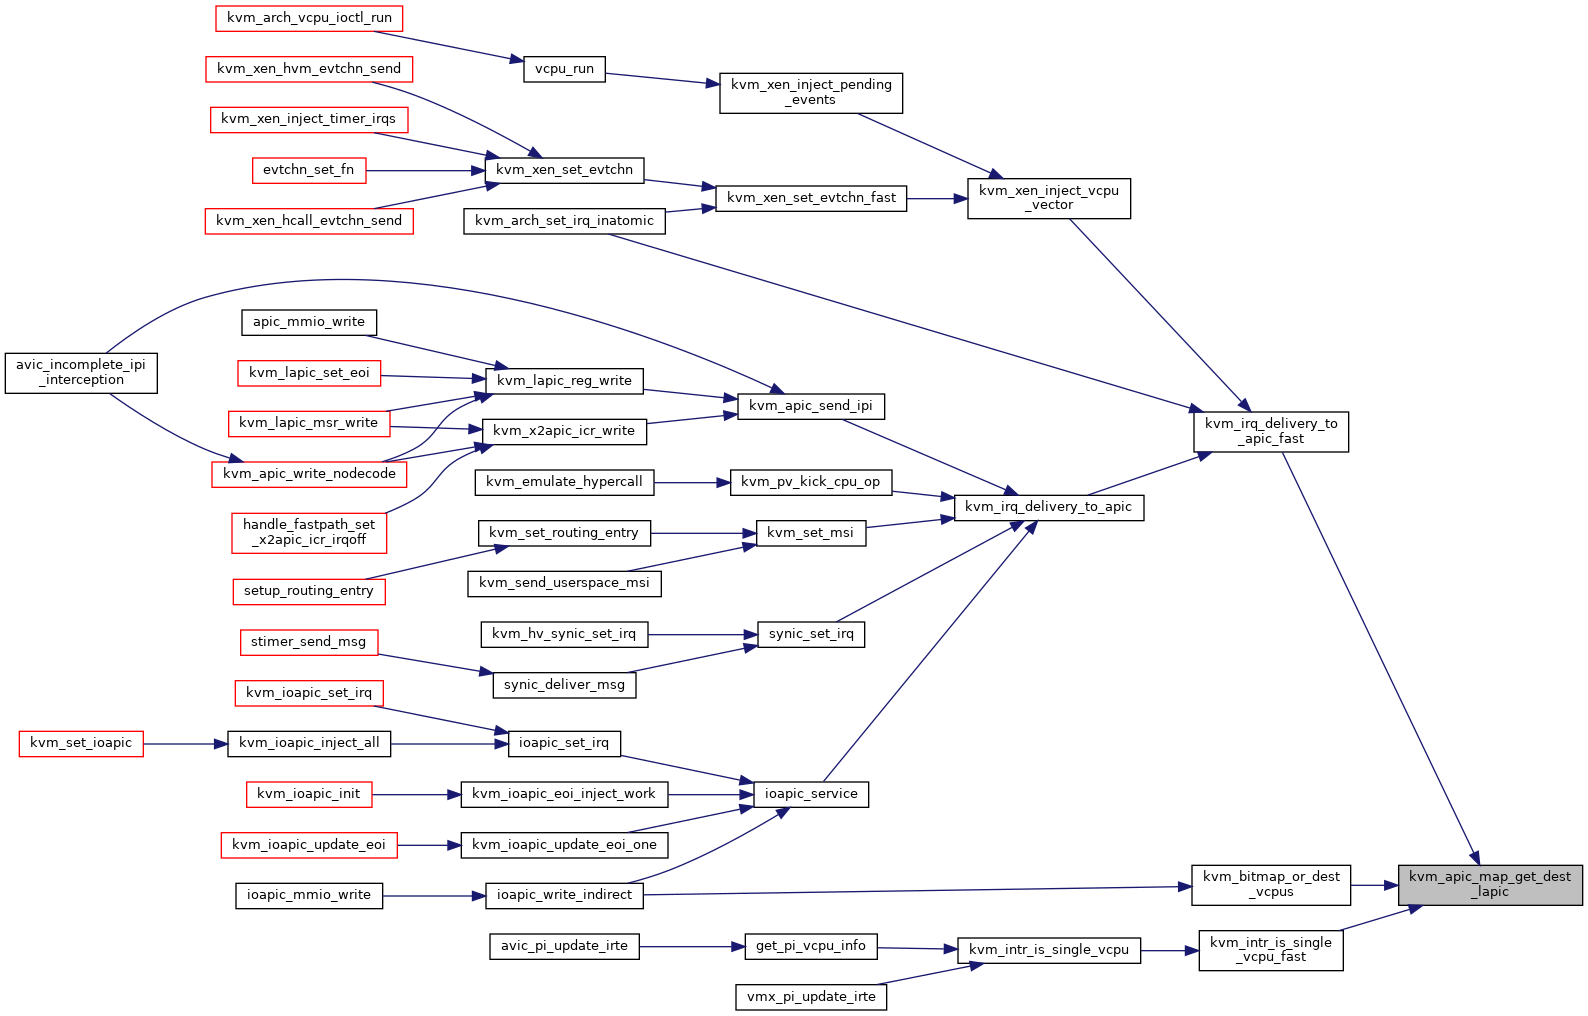 kvm_arch_vcpu_ioctl_run
kvm_xen_hvm_evtchn_send
vcpu_run
kvm_xen_inject_pending
_events
kvm_xen_inject_timer_irqs
evtchn_set_fn
kvm_xen_set_evtchn
kvm_xen_hcall_evtchn_send
kvm_arch_set_irq_inatomic
kvm_xen_set_evtchn_fast
kvm_xen_inject_vcpu
_vector
apic_mmio_write
avic_incomplete_ipi
_interception
kvm_lapic_set_eoi
kvm_lapic_reg_write
kvm_lapic_msr_write
kvm_x2apic_icr_write
kvm_apic_send_ipi
kvm_irq_delivery_to
_apic_fast
kvm_apic_write_nodecode
kvm_emulate_hypercall
kvm_pv_kick_cpu_op
kvm_irq_delivery_to_apic
handle_fastpath_set
_x2apic_icr_irqoff
kvm_set_routing_entry
kvm_set_msi
setup_routing_entry
kvm_send_userspace_msi
stimer_send_msg
kvm_hv_synic_set_irq
synic_set_irq
synic_deliver_msg
kvm_ioapic_set_irq
kvm_set_ioapic
kvm_ioapic_inject_all
ioapic_set_irq
kvm_ioapic_init
kvm_ioapic_eoi_inject_work
ioapic_service
kvm_ioapic_update_eoi
kvm_ioapic_update_eoi_one
ioapic_mmio_write
ioapic_write_indirect
kvm_bitmap_or_dest
_vcpus
kvm_apic_map_get_dest
_lapic
avic_pi_update_irte
get_pi_vcpu_info
kvm_intr_is_single_vcpu
kvm_intr_is_single
_vcpu_fast
vmx_pi_update_irte